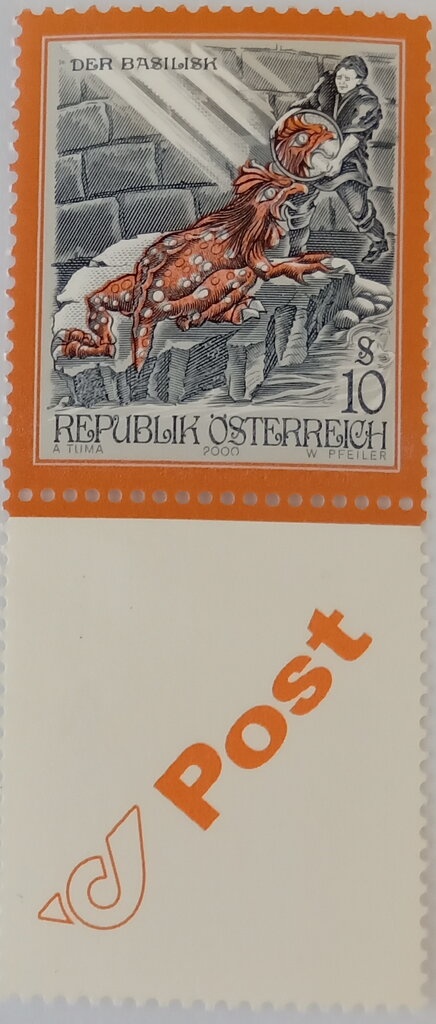 DER BASILISK
S
10
REPUBLIK ÖSTERREICH
A TUMA 2000 W PFEILER
Post